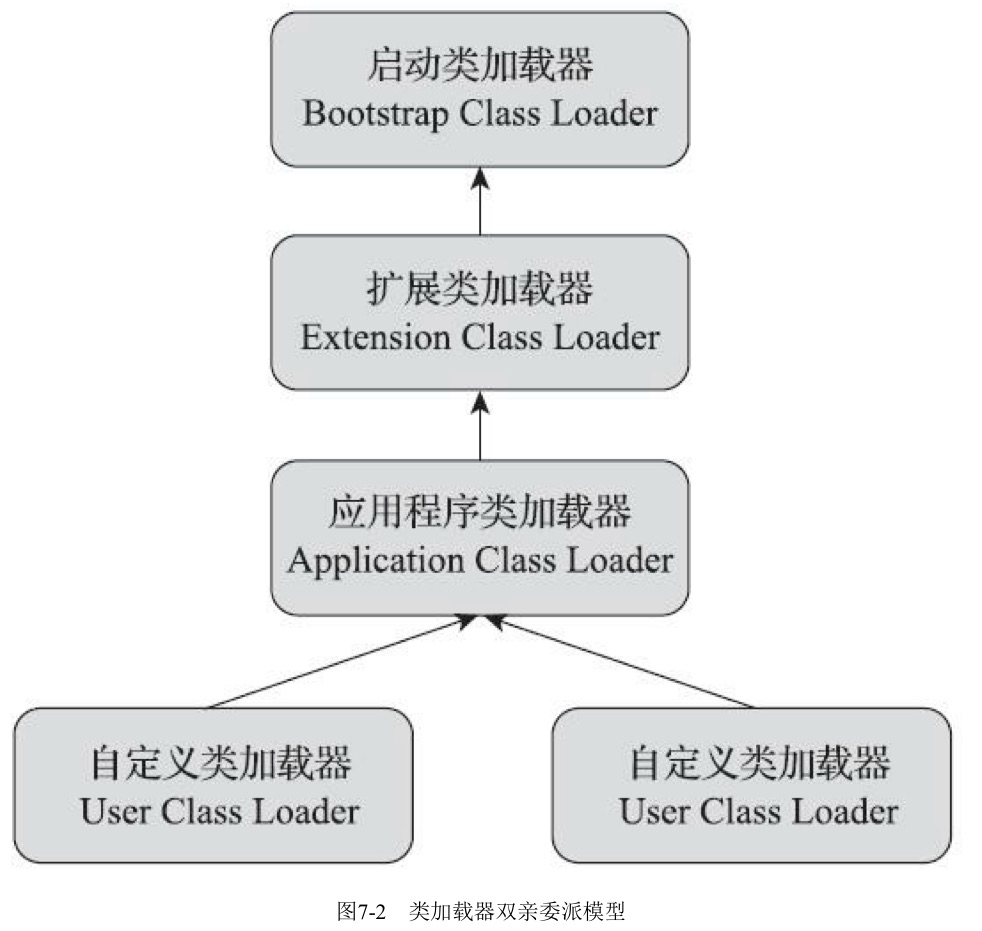 启动类加载器
Bootstrap Class Loader
扩展类加载器
Extension Class Loader
应用程序类加载器
Application Class Loader
自定义类加载器
User Class Loader
自定义类加载器
User Class Loader
图7-2 类加载器双亲委派模型